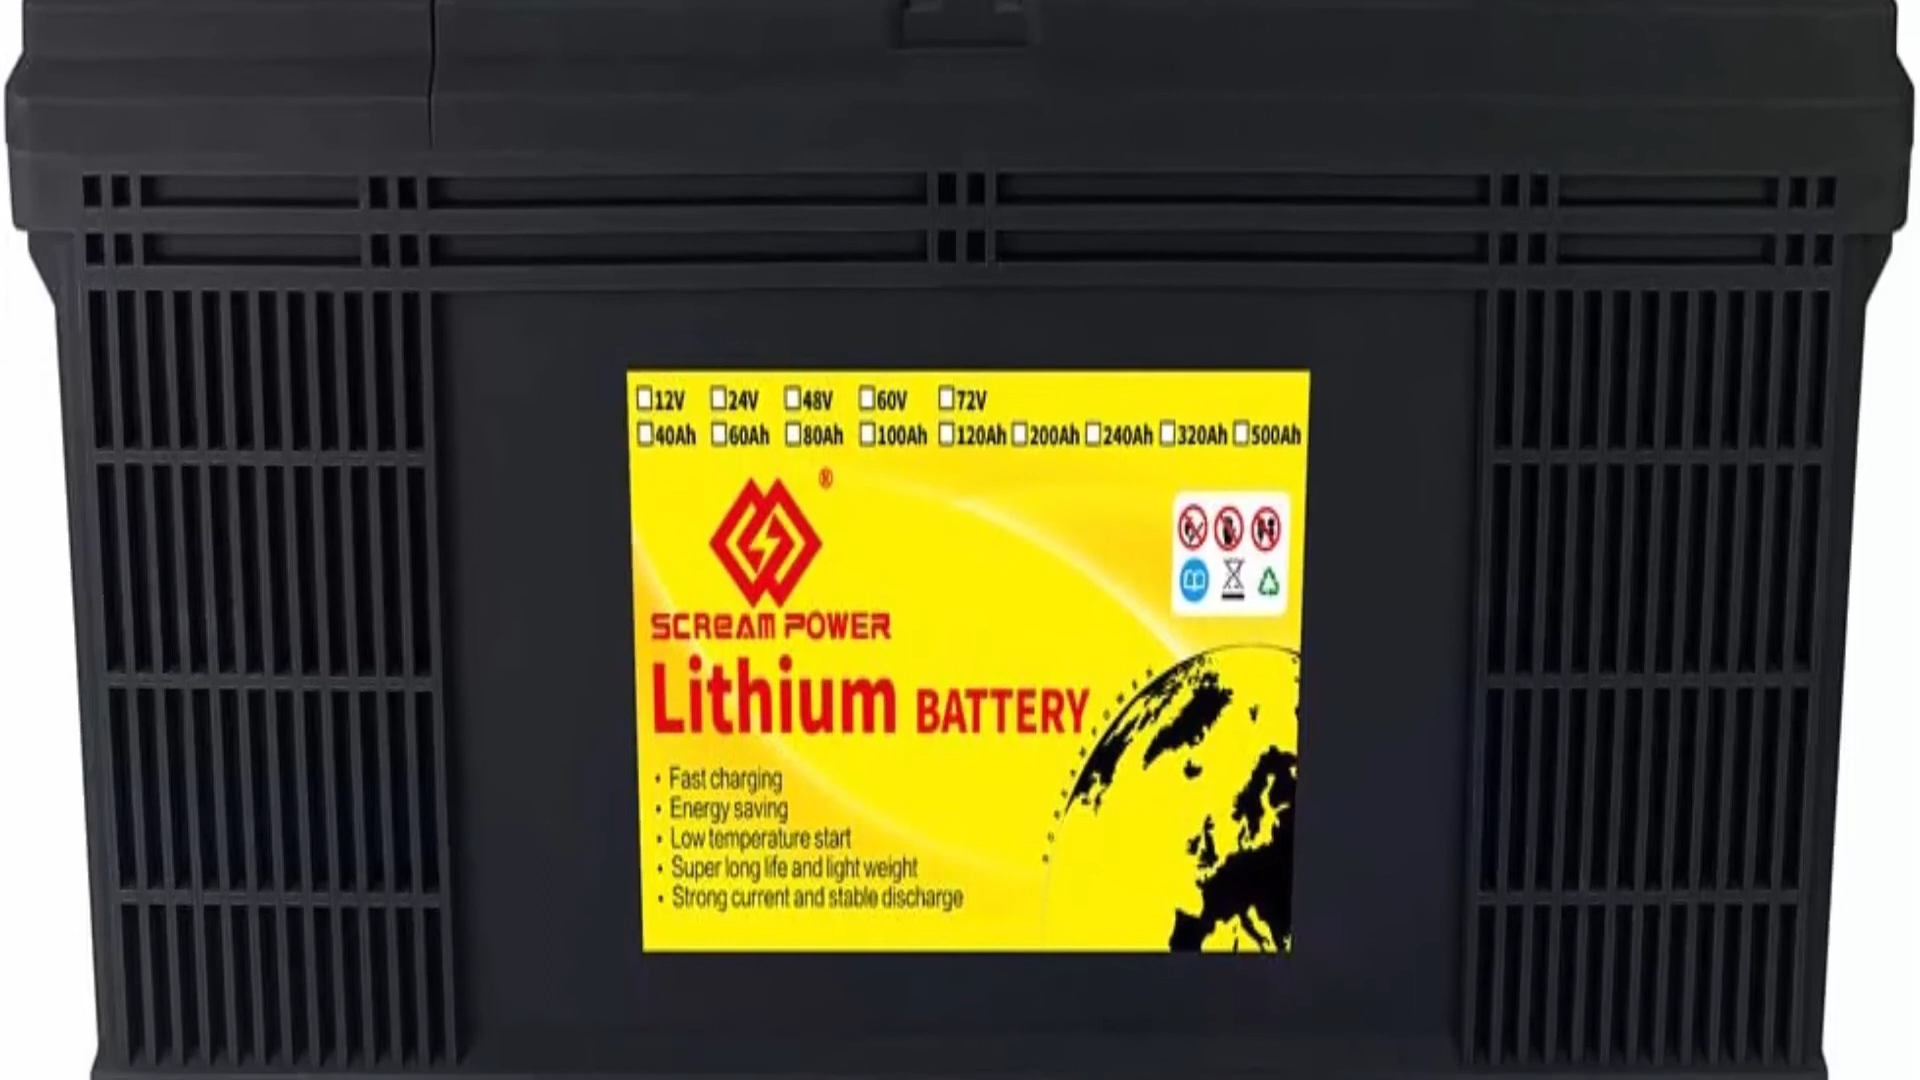 12V 24V 48V 60V 72V
40Ah 60Ah 80Ah 100Ah 120Ah 200Ah 240Ah 320Ah 500Ah
®
SCReAM POWER
Lithium BATTERY
• Fast charging
• Energy saving
• Low temperature start
• Super long life and light weight
• Strong current and stable discharge